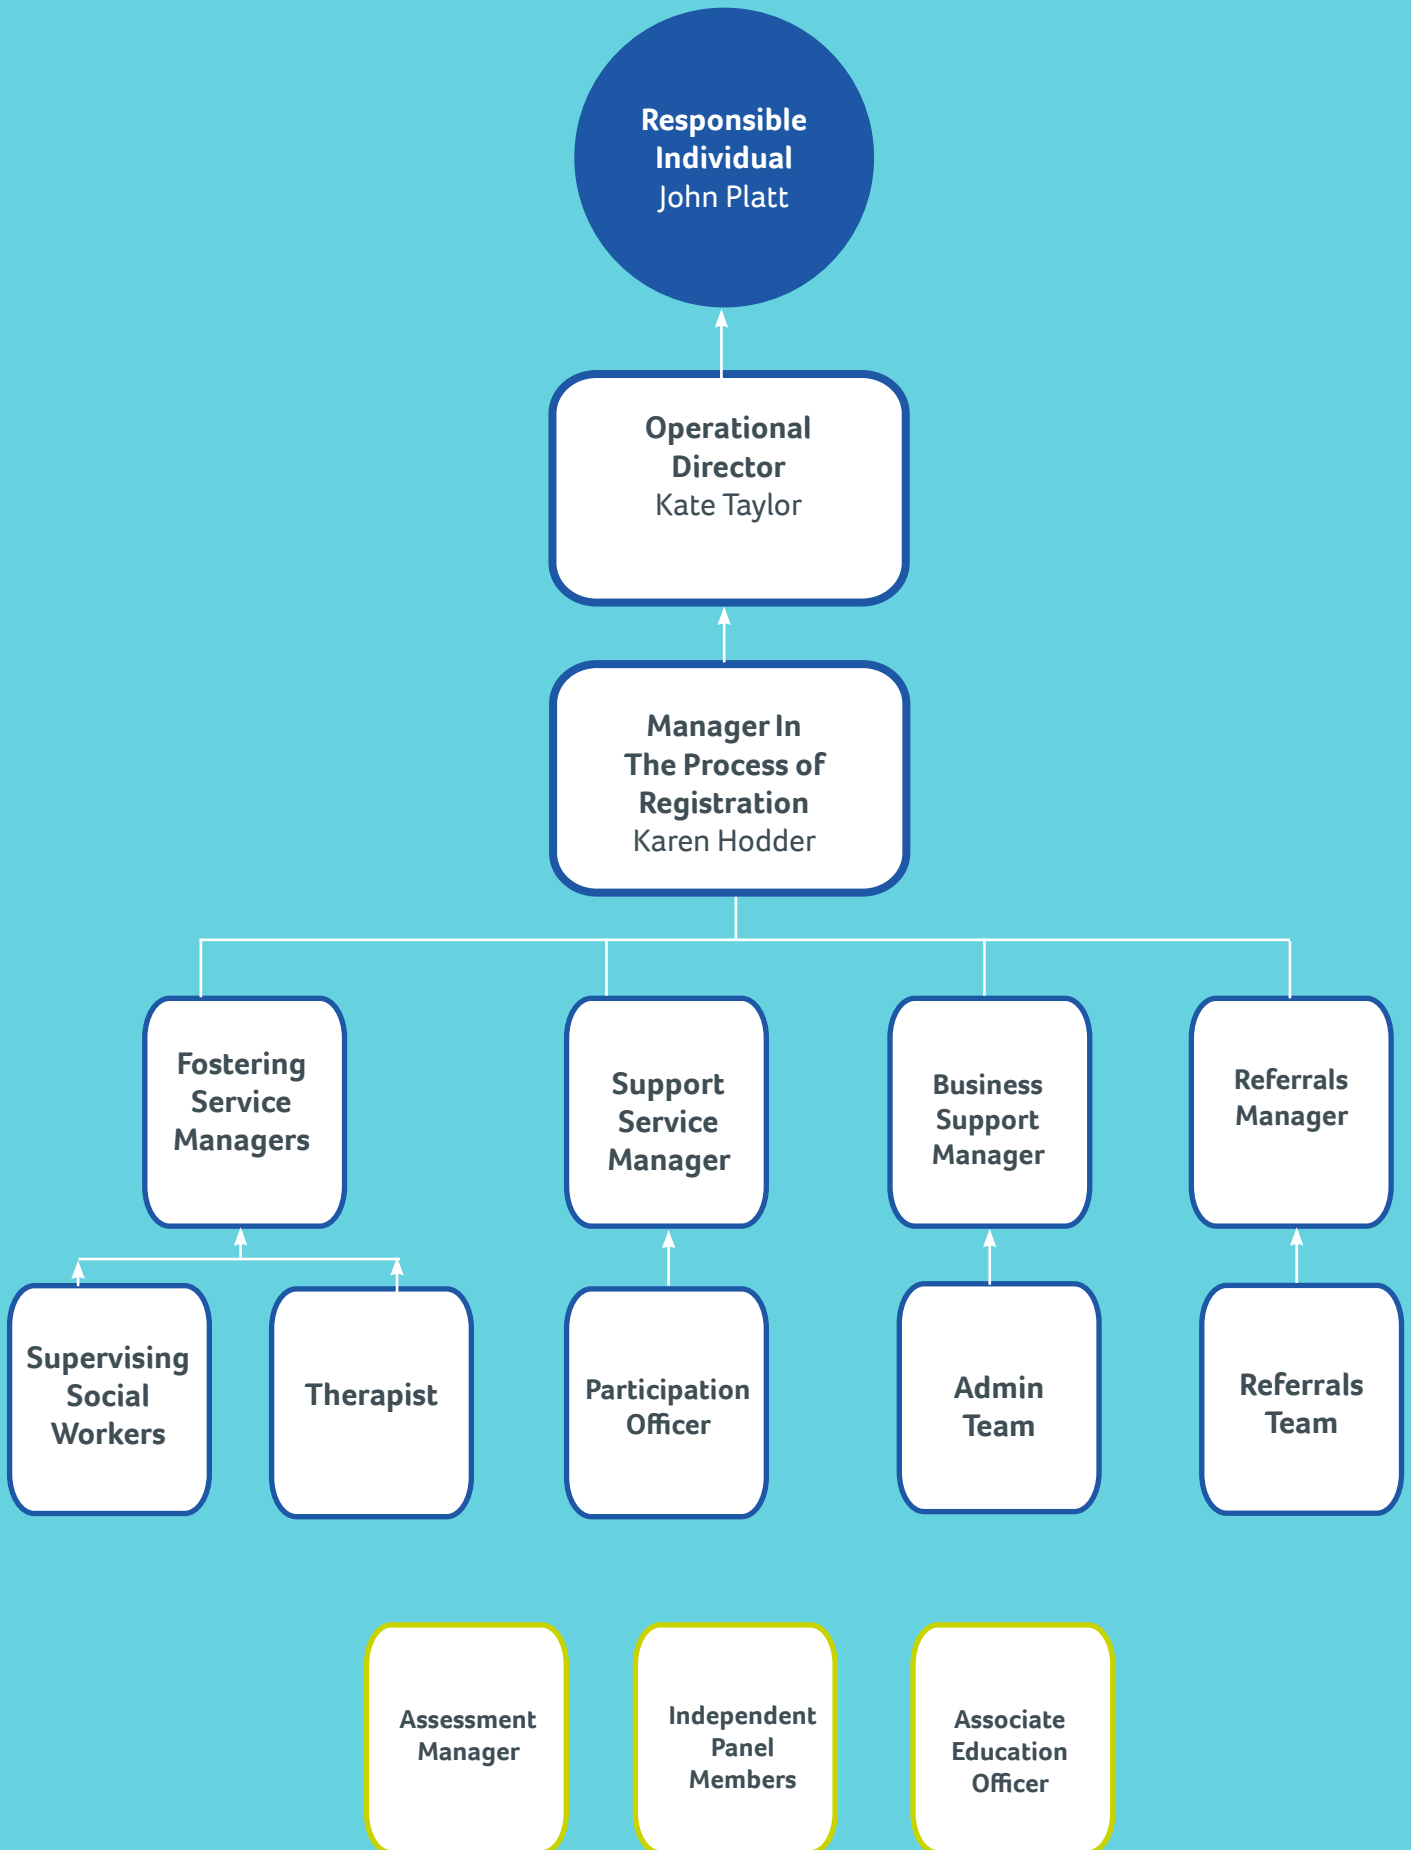 Responsible
Individual
John Platt
Operational
Director
Kate Taylor
Manager In
The Process of
Registration
Karen Hodder
Fostering
Service
Managers
Support
Service
Manager
Business
Support
Manager
Referrals
Manager
Supervising
Social
Workers
Therapist
Participation
Officer
Admin
Team
Referrals
Team
Assessment
Manager
Independent
Panel
Members
Associate
Education
Officer